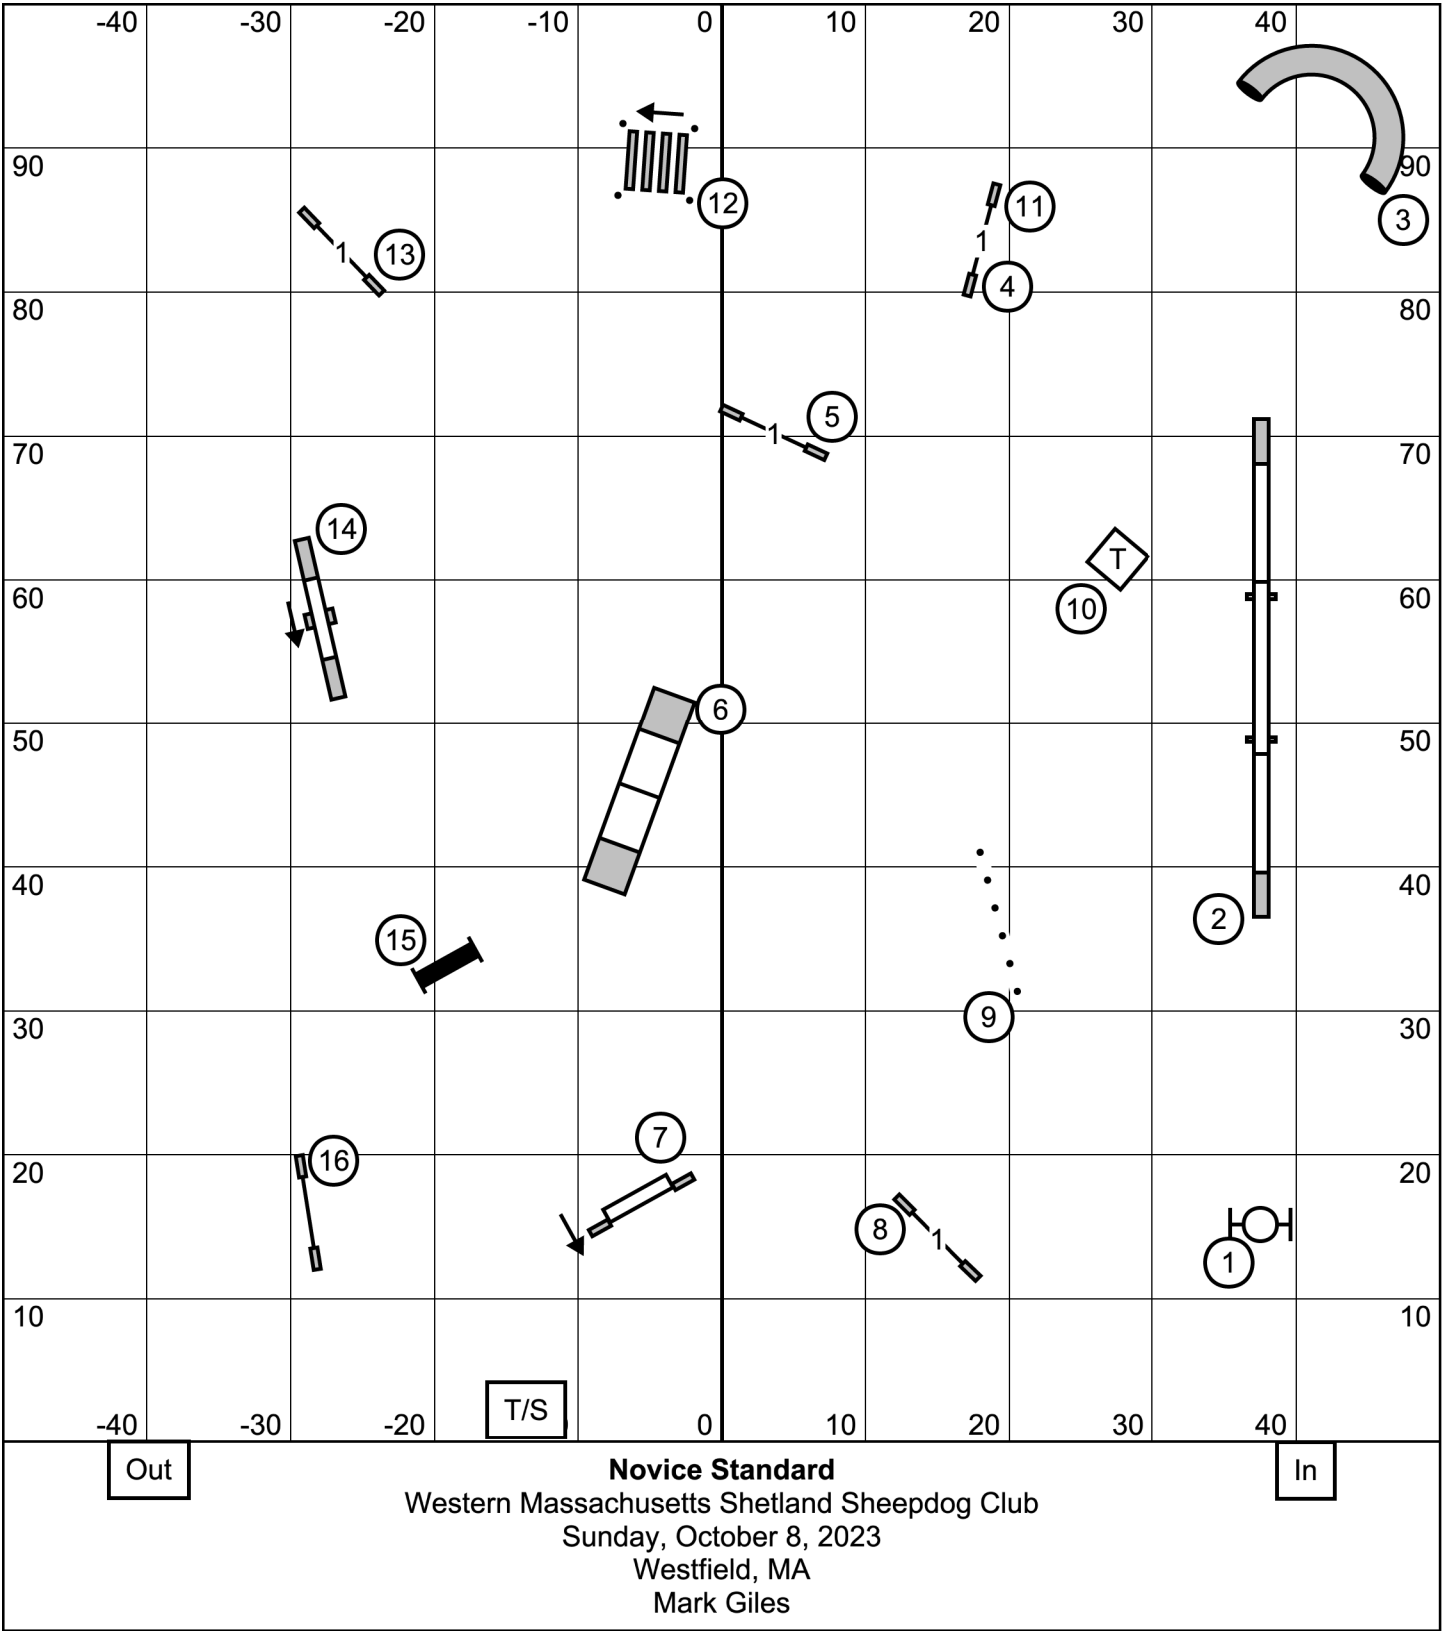 -40 -30 -20 -10 0 10 20 30 40
90 12 11 90
3
13 1 1
4
80 80
5
1
70 70
14
T
60 10 60
6
50 50
40 40
2
15
30 9 30
7
16
20 20
8 1
1
10 10
T/S
-40 -30 -20 0 10 20 30 40
Out In
Novice Standard
Western Massachusetts Shetland Sheepdog Club
Sunday, October 8, 2023
Westfield, MA
Mark Giles